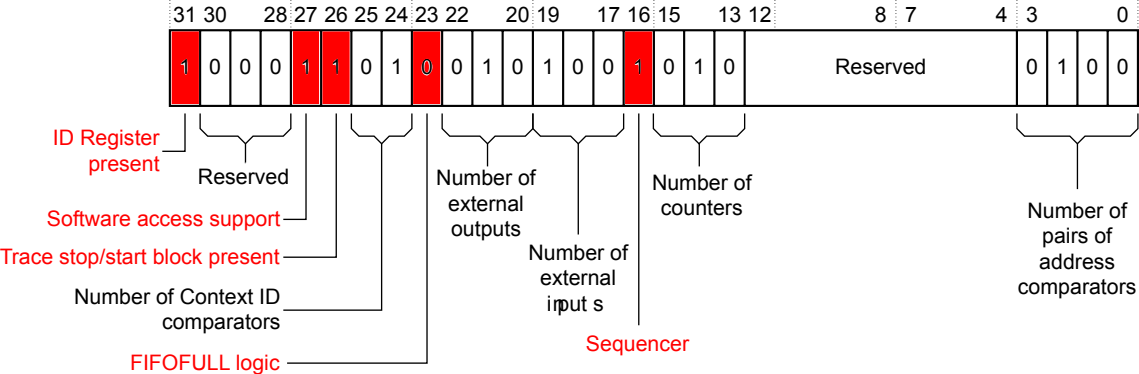 31 30 28 27 26 25 24 23 22 20 19 17 16 15 13 12 8 7 4 3 0
1 0 0 0 1 1 0 1 0 0 1 0 1 0 0 1 0 1 0 Reserved 0 1 0 0
ID Register
present
Reserved
Software access support
Trace stop/start block present
Number of Context ID
comparators
FIFOFULL logic
Number of
external
outputs
Number of
external
input s
Sequencer
Number of
counters
Number of
pairs of
address
comparators